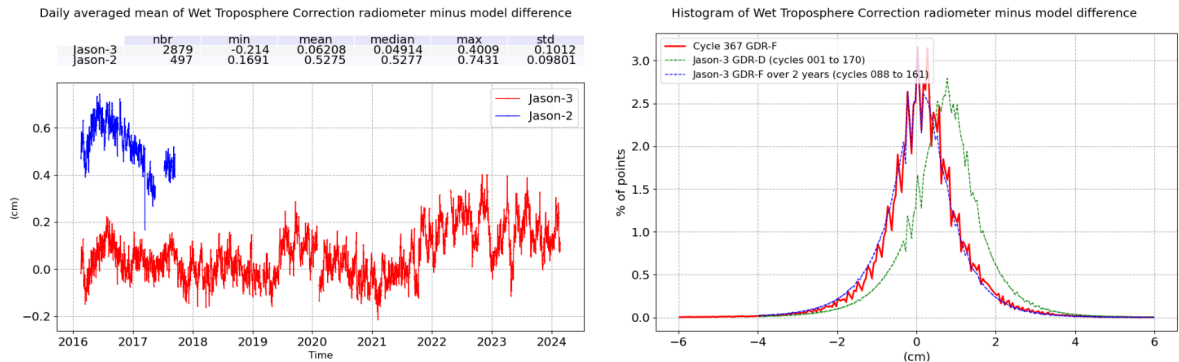 Daily averaged mean of Wet Troposphere Correction radiometer minus model difference
nbr min mean median max std
Jason-3 2879 -0.214 0.06208 0.04914 0.4009 0.1012
Jason-2 497 0.1691 0.5275 0.5277 0.7431 0.09801
Jason-3
Jason-2
0.6
0.4
0.2
0.0
−0.2
(cm)
2016 2017 2018 2019 2020 2021 2022 2023 2024
Time
Histogram of Wet Troposphere Correction radiometer minus model difference
Cycle 367 GDR-F
Jason-3 GDR-D (cycles 001 to 170)
Jason-3 GDR-F over 2 years (cycles 088 to 161)
3.0
2.5
2.0
1.5
1.0
0.5
0.0
% of points
−6 −4 −2 0 2 4 6
(cm)